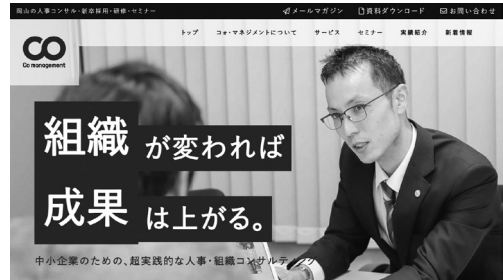 岡山の人事コンサル・新卒採用・研修・セミナー
メールマガジン 資料ダウンロード お問い合わせ
CO
Co management
トップ コォ・マネジメントについて サービス セミナー 実績紹介 新着情報
組織が変われば
成果は上がる。
中小企業のための、超実践的な人事・組織コンサルティング